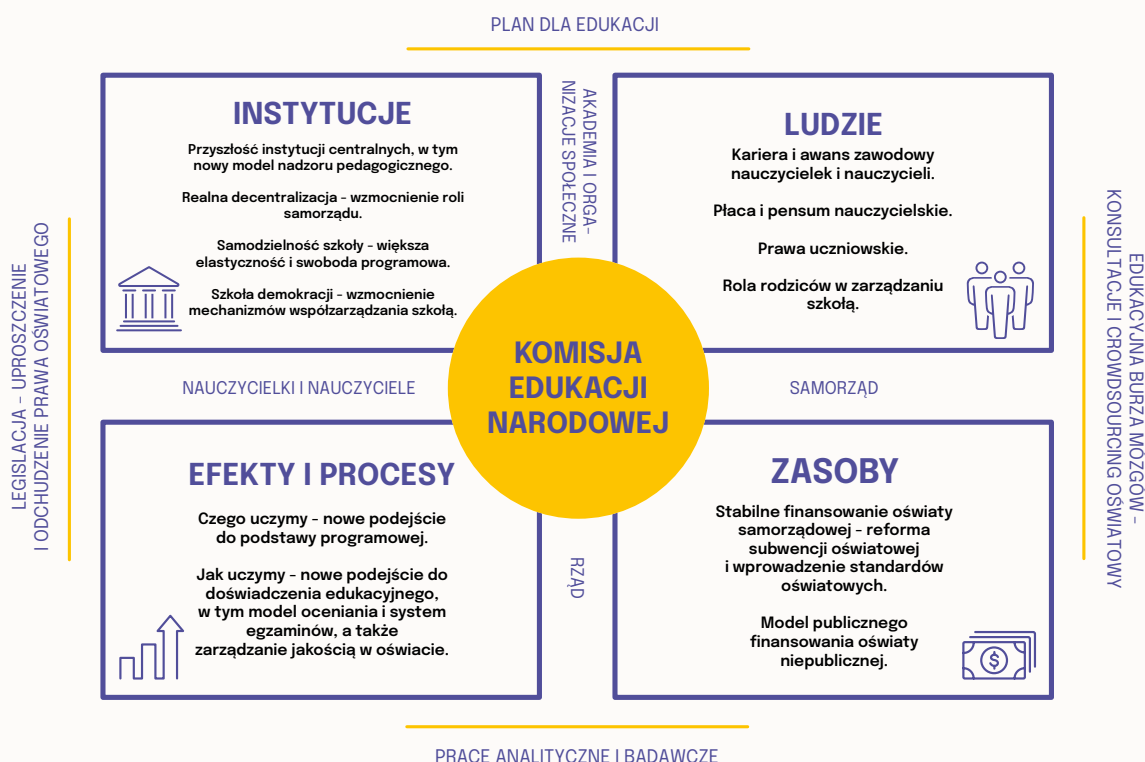 PLAN DLA EDUKACJI
INSTYTUCJE
Przyszłość instytucji centralnych, w tym
nowy model nadzoru pedagogicznego.
Realna decentralizacja - wzmocnienie roli
samorządu.
Samodzielność szkoły - większa
elastyczność i swoboda programowa.
Szkoła demokracji - wzmocnienie
mechanizmów współzarządzania szkołą.
AKADEMIA I ORGA-
NIZACJE SPOŁECZNE
LUDZIE
Kariera i awans zawodowy
nauczycielek i nauczycieli.
Płaca i pensum nauczycielskie.
Prawa uczniowskie.
Rola rodziców w zarządzaniu
szkołą.
LEGISLACJA - UPROSZCZENIE
I ODCHUDZENIE PRAWA OŚWIATOWEGO
NAUCZYCIELKI I NAUCZYCIELE
KOMISJA
EDUKACJI
NARODOWEJ
SAMORZĄD
EDUKACYJNA BURZA MÓZGÓW -
KONSULTACJE I CROWDSOURCING OŚWIATOWY
EFEKTY I PROCESY
Czego uczymy - nowe podejście
do podstawy programowej.
Jak uczymy - nowe podejście do
doświadczenia edukacyjnego,
w tym model oceniania i system
egzaminów, a także
zarządzanie jakością w oświacie.
RZĄD
ZASOBY
Stabilne finansowanie oświaty
samorządowej - reforma
subwencji oświatowej
i wprowadzenie standardów
oświatowych.
Model publicznego
finansowania oświaty
niepublicznej.
$
PRACE ANALITYCZNE I BADAWCZE